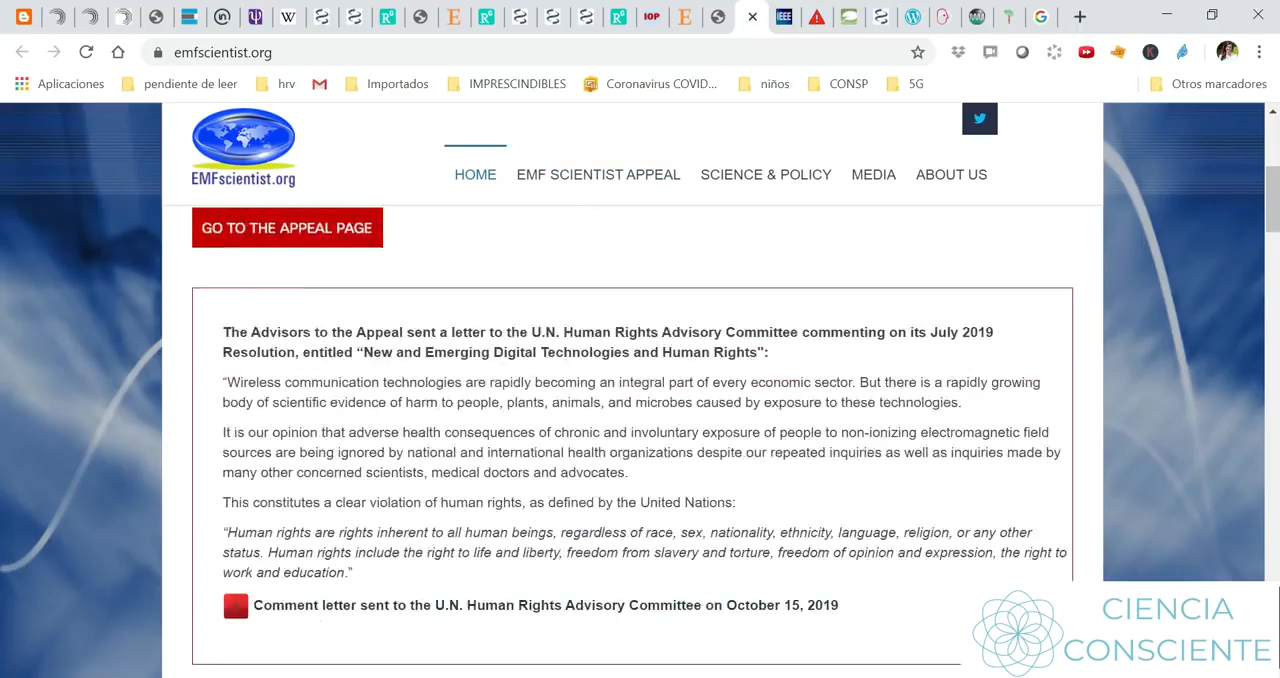 IOP
IEEE
emfscientist.org
Aplicaciones pendiente de leer hrv Importados IMPRESCINDIBLES Coronavirus COVID... niños CONSP 5G Otros marcadores
EMFscientist.org
HOME EMF SCIENTIST APPEAL SCIENCE & POLICY MEDIA ABOUT US
GO TO THE APPEAL PAGE
The Advisors to the Appeal sent a letter to the U.N. Human Rights Advisory Committee commenting on its July 2019
Resolution, entitled “New and Emerging Digital Technologies and Human Rights":
“Wireless communication technologies are rapidly becoming an integral part of every economic sector. But there is a rapidly growing
body of scientific evidence of harm to people, plants, animals, and microbes caused by exposure to these technologies.
It is our opinion that adverse health consequences of chronic and involuntary exposure of people to non-ionizing electromagnetic field
sources are being ignored by national and international health organizations despite our repeated inquiries as well as inquiries made by
many other concerned scientists, medical doctors and advocates.
This constitutes a clear violation of human rights, as defined by the United Nations:
“Human rights are rights inherent to all human beings, regardless of race, sex, nationality, ethnicity, language, religion, or any other
status. Human rights include the right to life and liberty, freedom from slavery and torture, freedom of opinion and expression, the right to
work and education.”
Comment letter sent to the U.N. Human Rights Advisory Committee on October 15, 2019
CIENCIA
CONSCIENTE